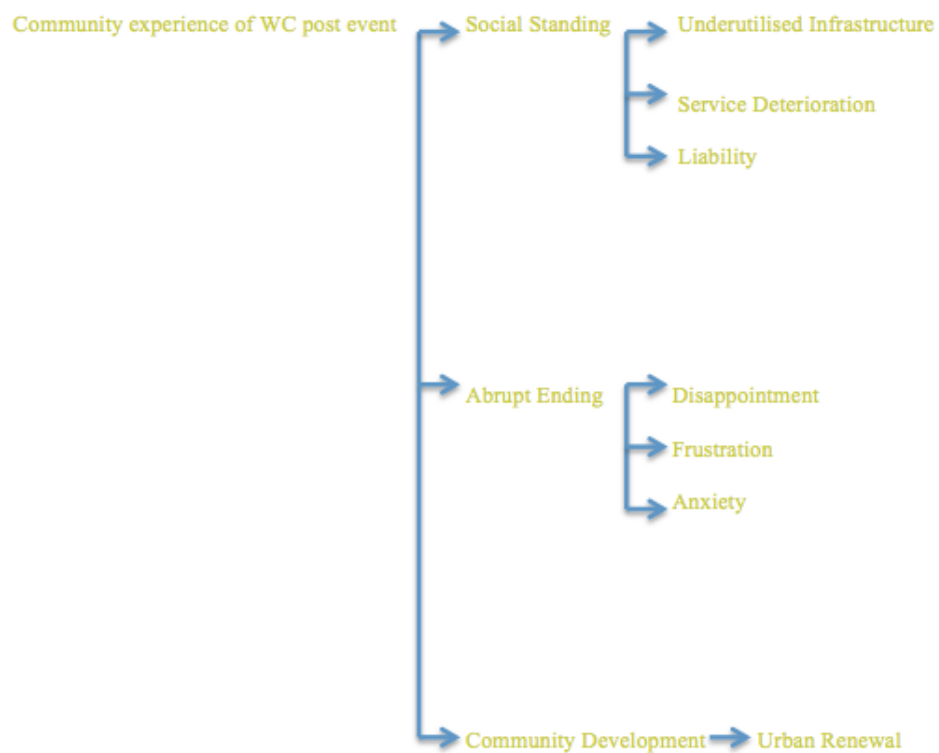 Community experience of WC post event
Social Standing
Underutilised Infrastructure
Service Deterioration
Liability
Abrupt Ending
Disappointment
Frustration
Anxiety
Community Development
Urban Renewal